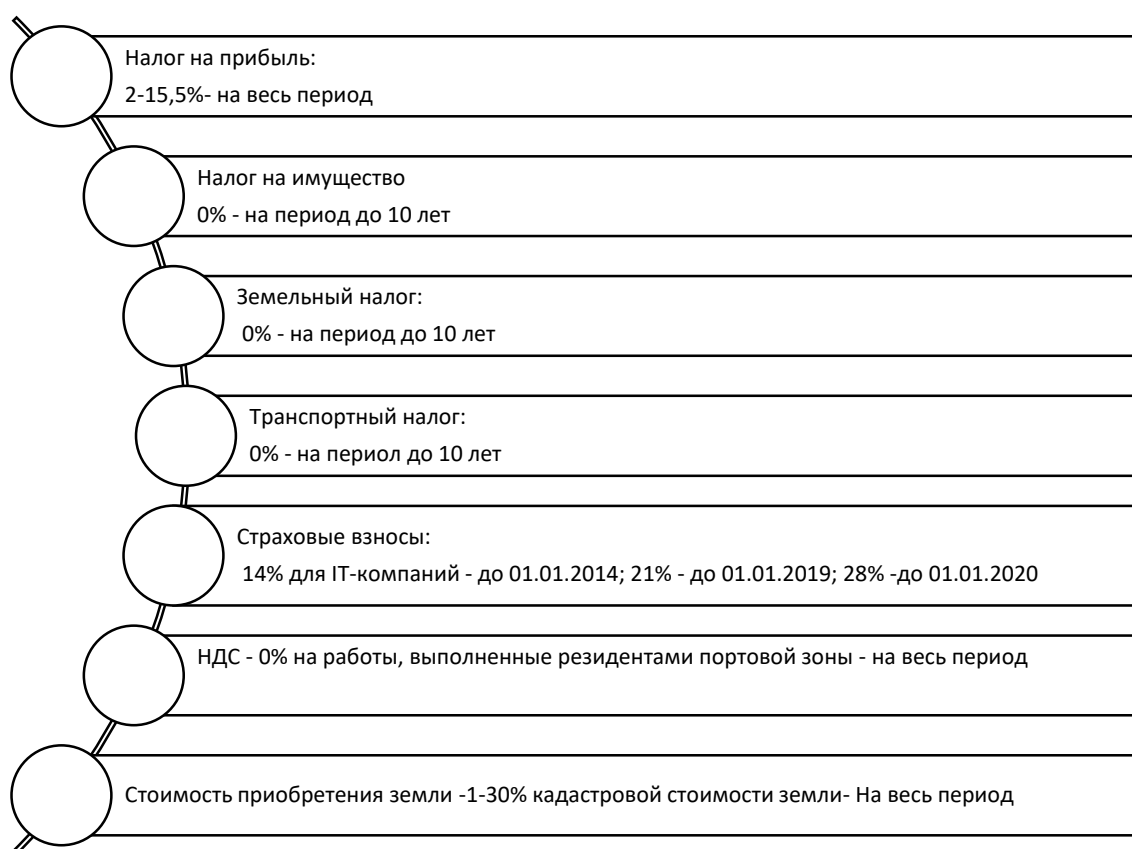 Налог на прибыль:
2-15,5%- на весь период
Налог на имущество
0% - на период до 10 лет
Земельный налог:
0% - на период до 10 лет
Транспортный налог:
0% - на периол до 10 лет
Страховые взносы:
14% для IT-компаний - до 01.01.2014; 21% - до 01.01.2019; 28% -до 01.01.2020
НДС - 0% на работы, выполненные резидентами портовой зоны - на весь период
Стоимость приобретения земли -1-30% кадастровой стоимости земли- На весь период